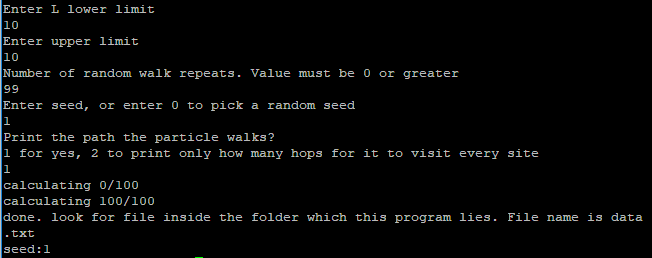 Enter L lower limit
10
Enter upper limit
10
Number of random walk repeats. Value must be 0 or greater
99
Enter seed, or enter 0 to pick a random seed
1
Print the path the particle walks?
1 for yes, 2 to print only how many hops for it to visit every site
1
calculating 0/100
calculating 100/100
done. look for file inside the folder which this program lies. File name is data
.txt
seed:1